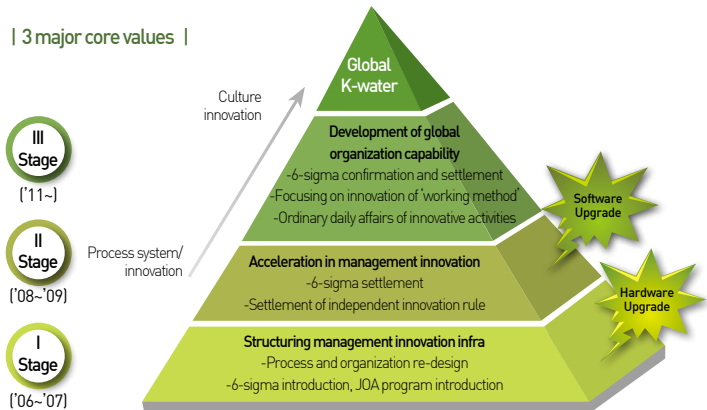 | 3 major core values |
Global
K-water
Culture
innovation
Development of global
organization capability
-6-sigma confirmation and settlement
-Focusing on innovation of 'working method'
-Ordinary daily affairs of innovative activities
III
Stage
('11~)
Software
Upgrade
II
Stage
('08~'09)
Process system/
innovation
Acceleration in management innovation
-6-sigma settlement
-Settlement of independent innovation rule
Hardware
Upgrade
I
Stage
('06~'07)
Structuring management innovation infra
-Process and organization re-design
-6-sigma introduction, JOA program introduction